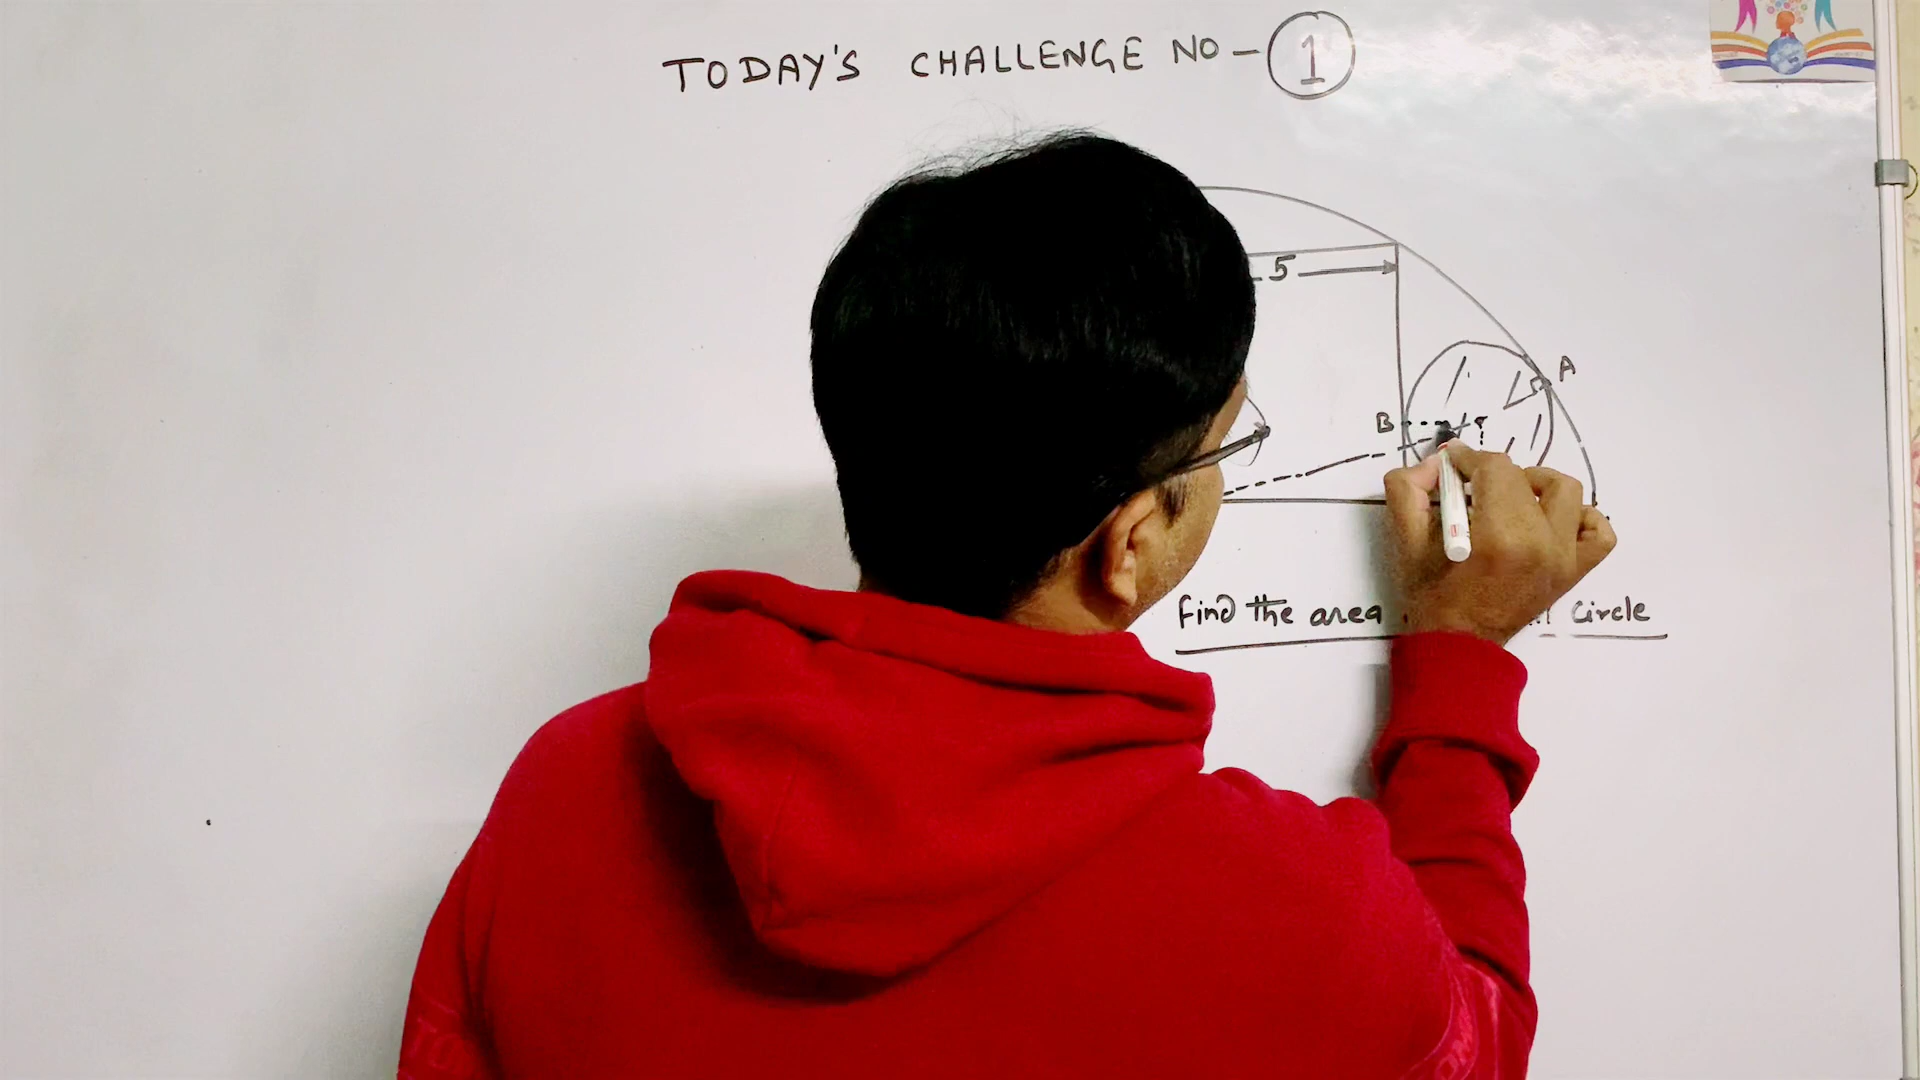 TODAY'S CHALLENGE NO - 1
5
A
B r
Find the area
Circle